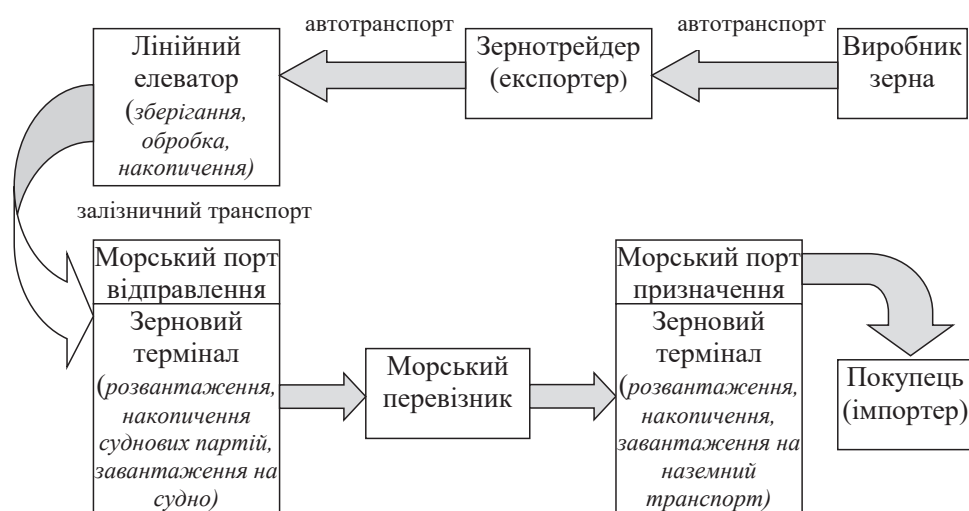 автотранспорт
автотранспорт
Лінійний
елеватор
(зберігання,
обробка,
накопичення)
Зернотрейдер
(експортер)
Виробник
зерна
залізничний транспорт
Морський порт
відправлення
Зерновий
термінал
(розвантаження,
накопичення
суднових партій,
завантаження на
судно)
Морський
перевізник
Морський порт
призначення
Зерновий
термінал
(розвантаження,
накопичення,
завантаження на
наземний
транспорт)
Покупець
(імпортер)